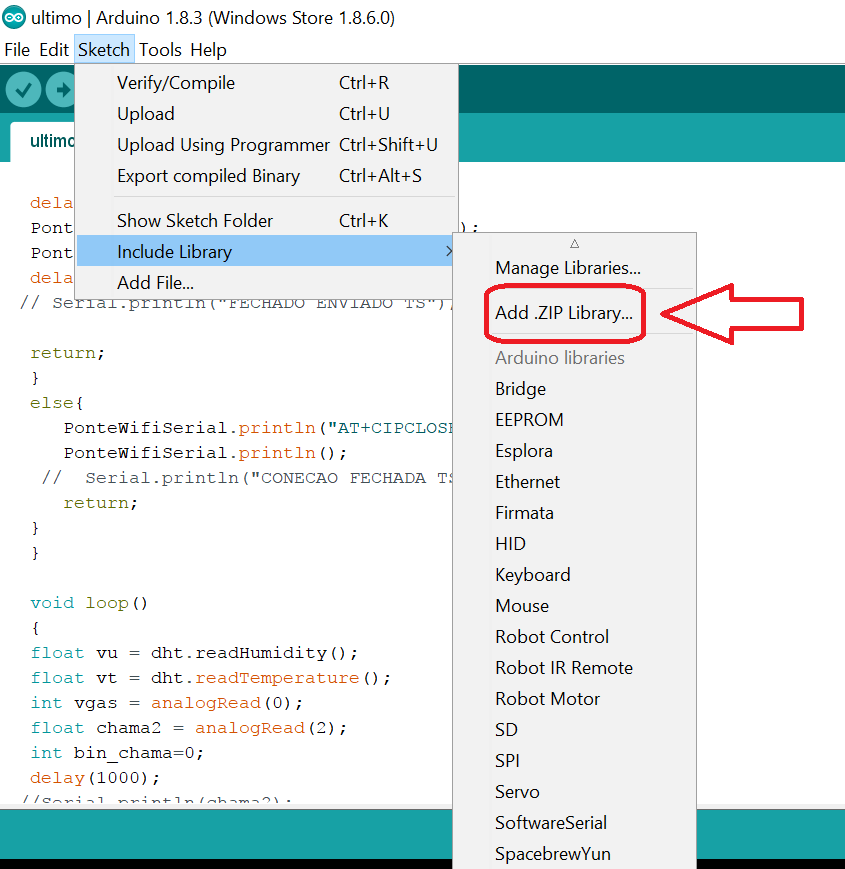 ultimo | Arduino 1.8.3 (Windows Store 1.8.6.0)
File Edit Sketch Tools Help
Verify/Compile Ctrl+R
Upload Ctrl+U
Upload Using Programmer Ctrl+Shift+U
Export compiled Binary Ctrl+Alt+S
Show Sketch Folder Ctrl+K
Include Library
Add File...
Manage Libraries...
Add .ZIP Library...
Arduino libraries
Bridge
EEPROM
Esplora
Ethernet
Firmata
HID
Keyboard
Mouse
Robot Control
Robot IR Remote
Robot Motor
SD
SPI
Servo
SoftwareSerial
SpacebrewYun
ultimo
dela
Pont );
Pont
dela
// Serial.println("FECHADO ENVIADO TS")
return;
}
else{
PonteWifiSerial.println("AT+CIPCLOSE
PonteWifiSerial.println();
// Serial.println("CONECAO FECHADA TS
return;
}
}
void loop()
{
float vu = dht.readHumidity();
float vt = dht.readTemperature();
int vgas = analogRead(0);
float chama2 = analogRead(2);
int bin_chama=0;
delay(1000);
//Serial.println(chama2);